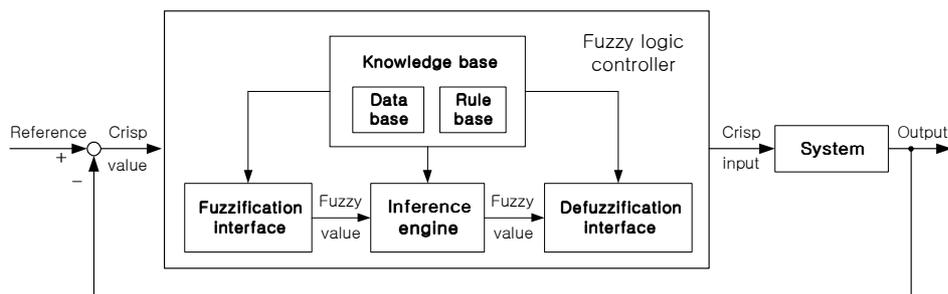 Fuzzy logic
controller
Knowledge base
Data
base
Rule
base
Reference
+
−
Crisp
value
Fuzzification
interface
Fuzzy
value
Inference
engine
Fuzzy
value
Defuzzification
interface
Crisp
input
System
Output